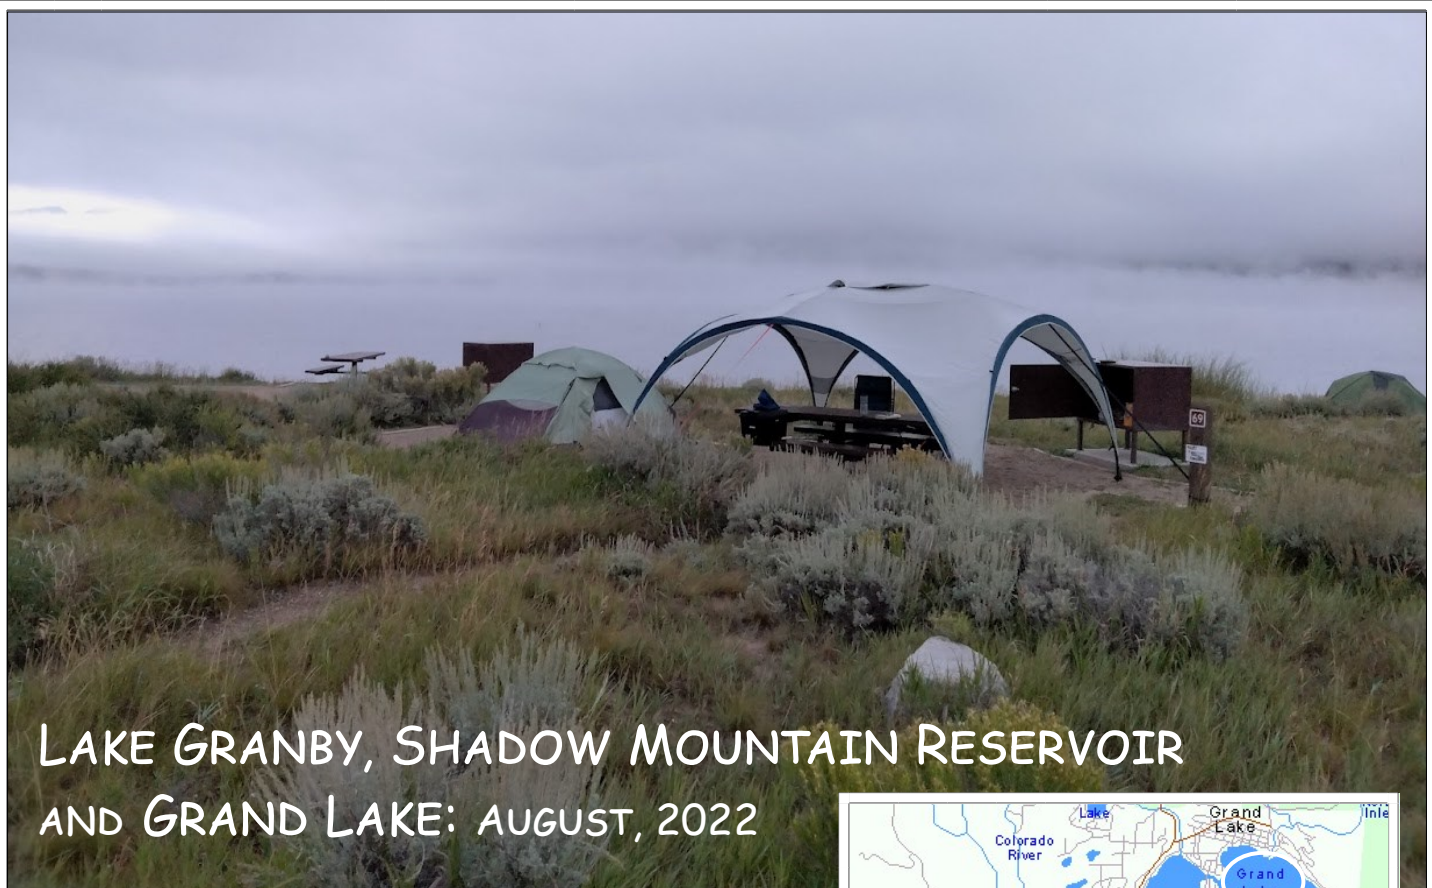 69
LAKE GRANBY, SHADOW MOUNTAIN RESERVOIR
AND GRAND LAKE: AUGUST, 2022
Lake
Grand
Lake
Inle
Colorado
River
Grand